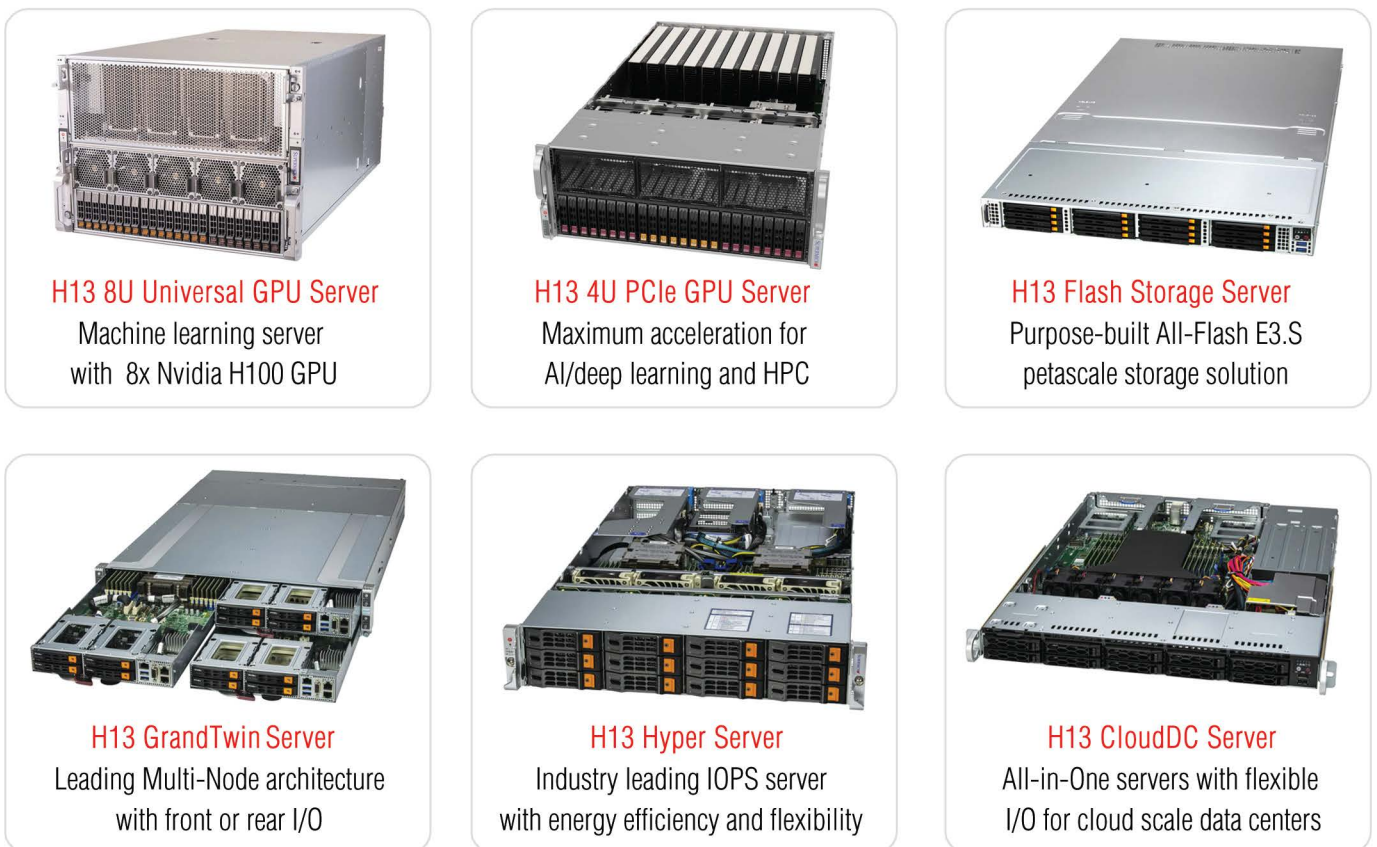 H13 8U Universal GPU Server
Machine learning server
with 8x Nvidia H100 GPU
H13 4U PCIe GPU Server
Maximum acceleration for
AI/deep learning and HPC
H13 Flash Storage Server
Purpose-built All-Flash E3.S
petascale storage solution
H13 GrandTwin Server
Leading Multi-Node architecture
with front or rear I/O
H13 Hyper Server
Industry leading IOPS server
with energy efficiency and flexibility
H13 CloudDC Server
All-in-One servers with flexible
I/O for cloud scale data centers